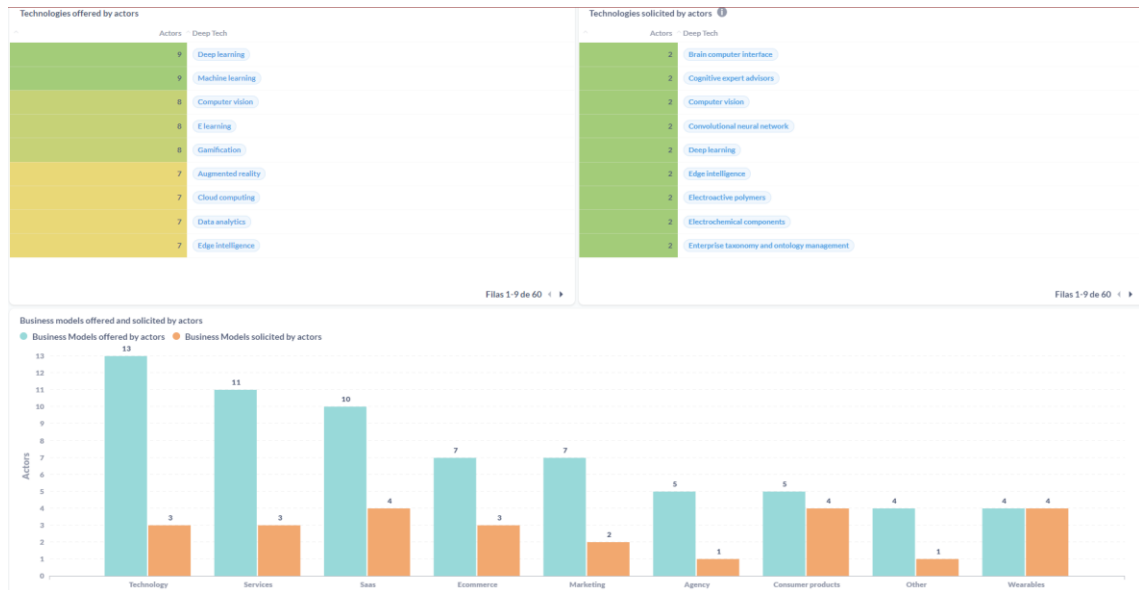 Technologies offered by actors
Actors Deep Tech
9 Deep learning
9 Machine learning
8 Computer vision
8 E learning
8 Gamification
7 Augmented reality
7 Cloud computing
7 Data analytics
7 Edge intelligence
Filas 1-9 de 60
Technologies solicited by actors
Actors Deep Tech
2 Brain computer interface
2 Cognitive expert advisors
2 Computer vision
2 Convolutional neural network
2 Deep learning
2 Edge intelligence
2 Electroactive polymers
2 Electrochemical components
2 Enterprise taxonomy and ontology management
Filas 1-9 de 60
Business models offered and solicited by actors
Business Models offered by actors Business Models solicited by actors
Actors
13
12
11
10
9
8
7
6
5
4
3
2
1
0
13 3 11 3 10 4 7 3 7 2 5 1 5 4 4 1 4 4
Technology Services Saas Ecommerce Marketing Agency Consumer products Other Wearables